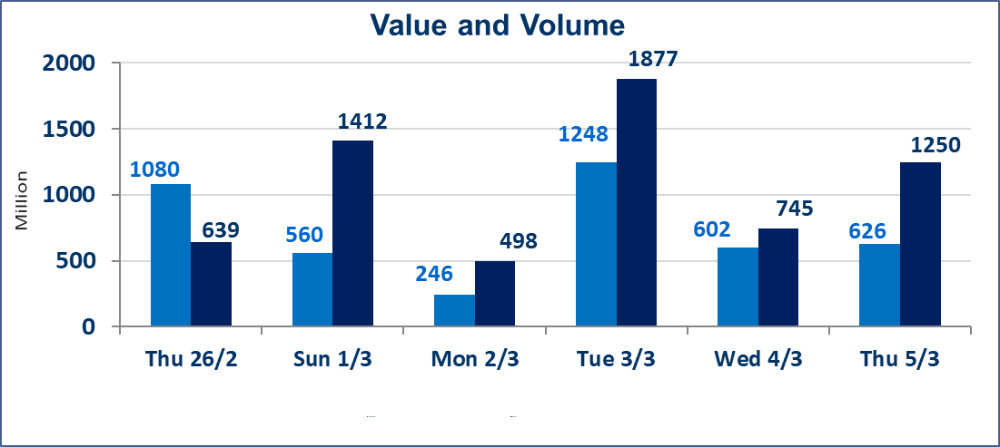 Value and Volume
Million
2000
1500
1000
500
0
1080
639
560
1412
246
498
1248
1877
602
745
626
1250
Thu 26/2
Sun 1/3
Mon 2/3
Tue 3/3
Wed 4/3
Thu 5/3